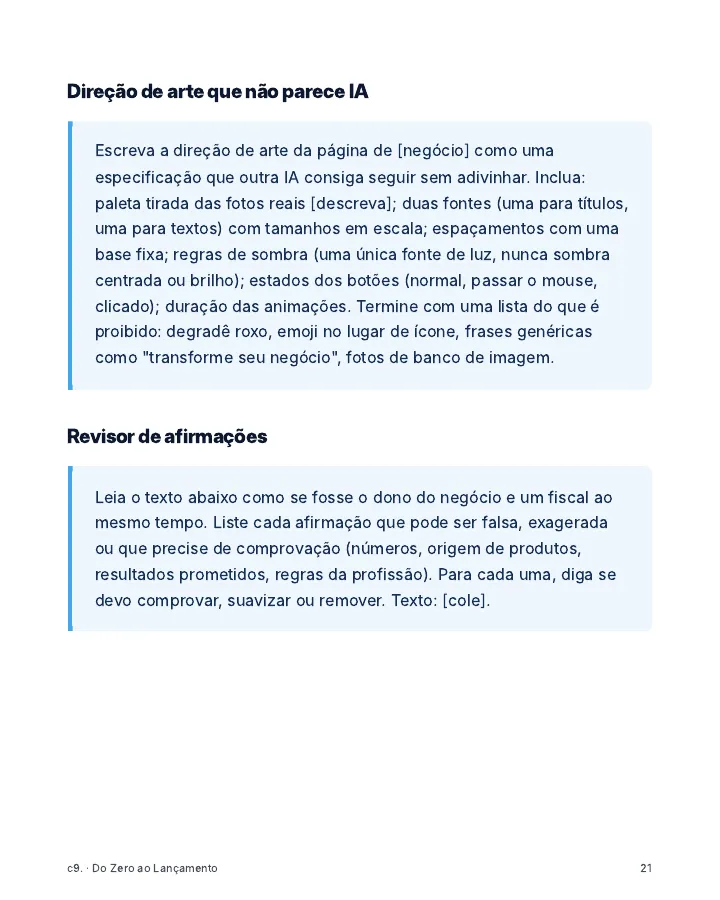 Direção de arte que não parece IA
Escreva a direção de arte da página de [negócio] como uma
especificação que outra IA consiga seguir sem adivinhar. Inclua:
paleta tirada das fotos reais [descreva]; duas fontes (uma para títulos,
uma para textos) com tamanhos em escala; espaçamentos com uma
base fixa; regras de sombra (uma única fonte de luz, nunca sombra
centrada ou brilho); estados dos botões (normal, passar o mouse,
clicado); duração das animações. Termine com uma lista do que é
proibido: degradê roxo, emoji no lugar de ícone, frases genéricas
como "transforme seu negócio", fotos de banco de imagem.
Revisor de afirmações
Leia o texto abaixo como se fosse o dono do negócio e um fiscal ao
mesmo tempo. Liste cada afirmação que pode ser falsa, exagerada
ou que precise de comprovação (números, origem de produtos,
resultados prometidos, regras da profissão). Para cada uma, diga se
devo comprovar, suavizar ou remover. Texto: [cole].
c9. · Do Zero ao Lançamento
21